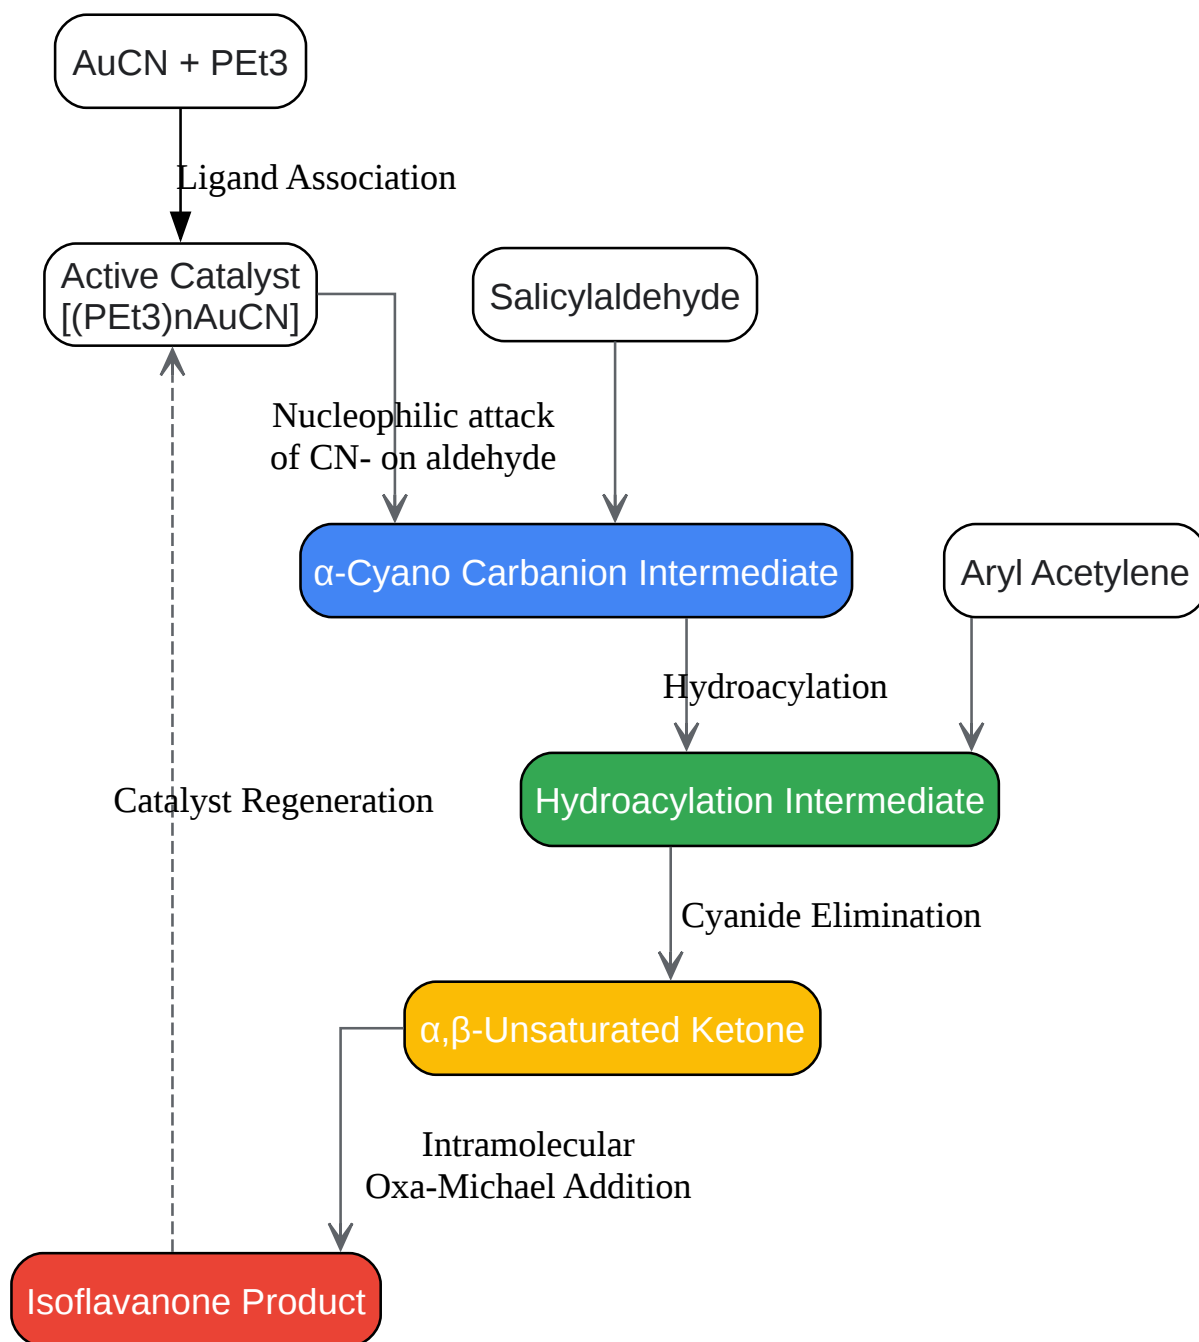 AuCN + PEt3
Ligand Association
Active Catalyst
[(PEt3)nAuCN]
Salicylaldehyde
Nucleophilic attack
of CN- on aldehyde
α-Cyano Carbanion Intermediate
Aryl Acetylene
Hydroacylation
Hydroacylation Intermediate
Catalyst Regeneration
Cyanide Elimination
α,β-Unsaturated Ketone
Intramolecular
Oxa-Michael Addition
Isoflavanone Product